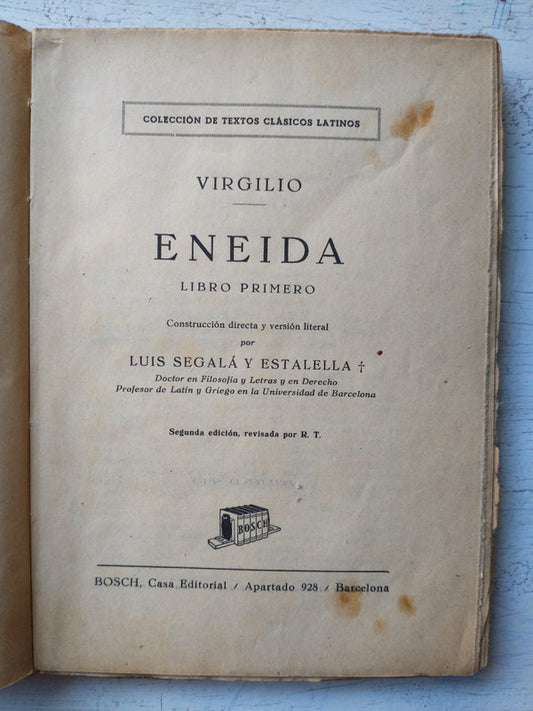 COLECCIÓN DE TEXTOS CLÁSICOS LATINOS
VIRGILIO
ENEIDA
LIBRO PRIMERO
Construcción directa y versión literal
por
LUIS SEGALÁ Y ESTALELLA †
Doctor en Filosofía y Letras y en Derecho
Profesor de Latín y Griego en la Universidad de Barcelona
Segunda edición, revisada por R. T.
BOSCH
BOSCH, Casa Editorial / Apartado 928 / Barcelona